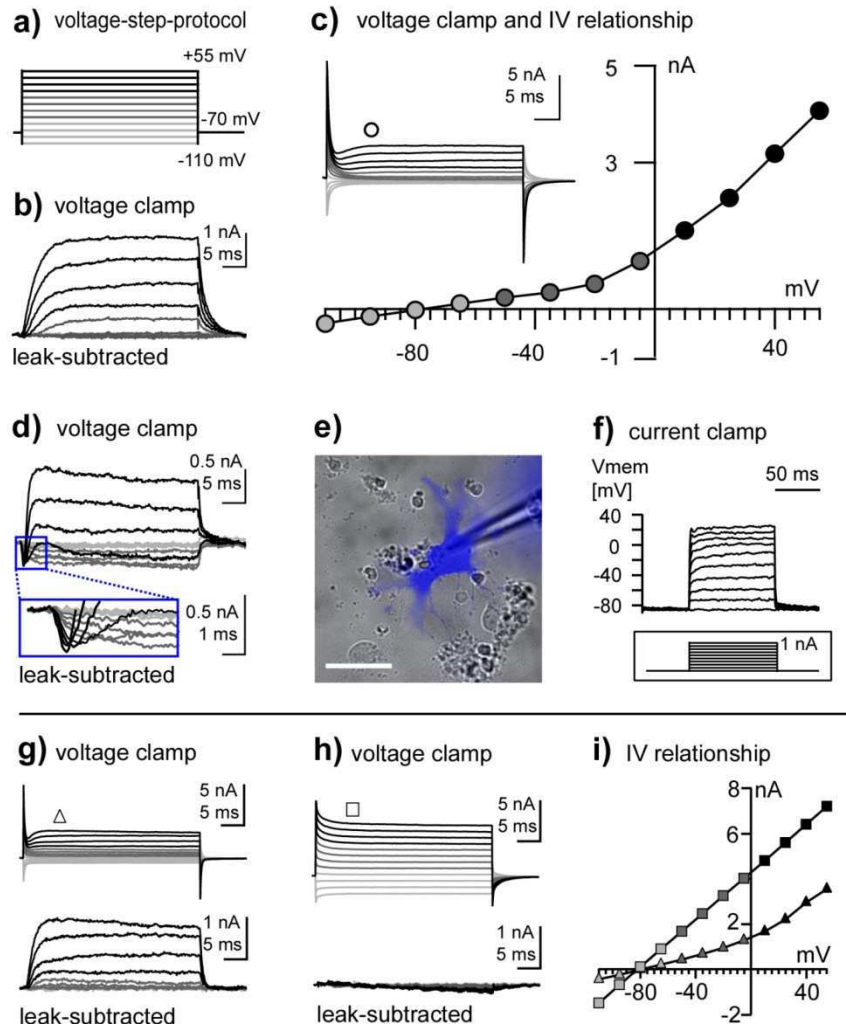 a) voltage-step-protocol
+55 mV
-70 mV
-110 mV
b) voltage clamp
1 nA
5 ms
leak-subtracted
c) voltage clamp and IV relationship
5 nA
5 ms
5
nA
3
mV
-80
-40
-1
40
d) voltage clamp
0.5 nA
5 ms
0.5 nA
1 ms
leak-subtracted
e)
f) current clamp
Vmem
[mV]
50 ms
40
0
-40
-80
1 nA
g) voltage clamp
5 nA
5 ms
1 nA
5 ms
leak-subtracted
h) voltage clamp
5 nA
5 ms
1 nA
5 ms
leak-subtracted
i) IV relationship
8
nA
6
2
mV
-80
-40
40
-2